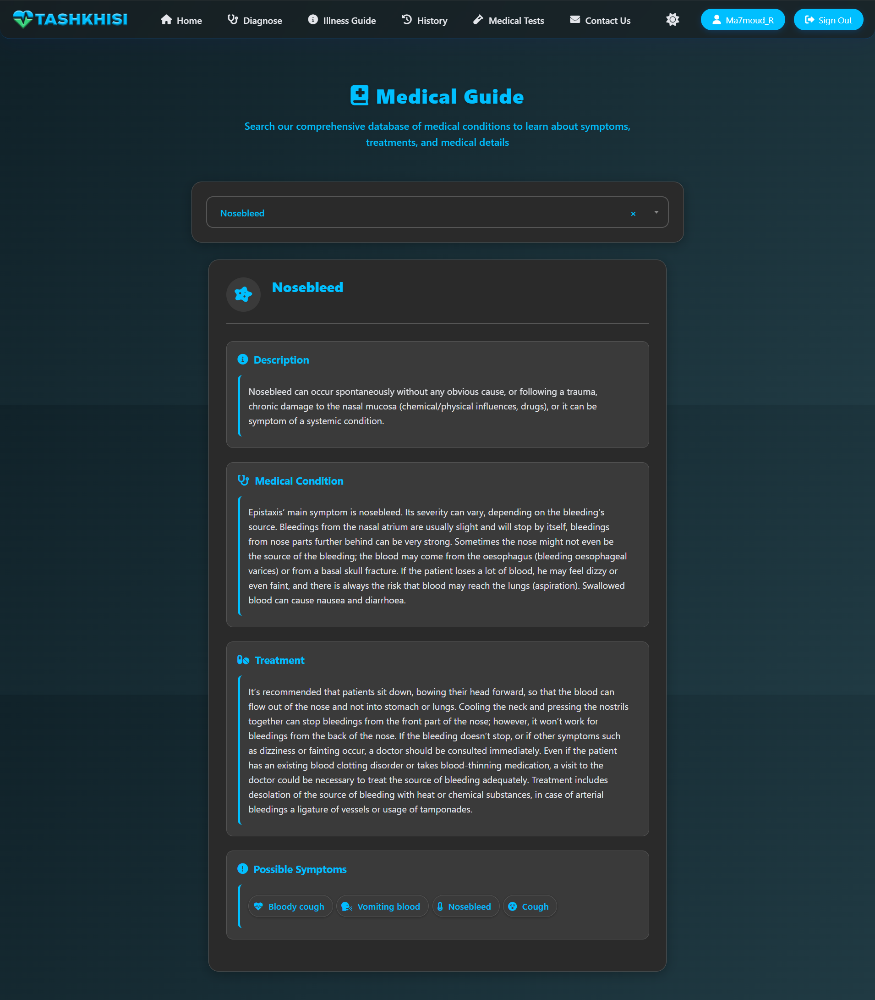 TASHKHISI
Home
Diagnose
Illness Guide
History
Medical Tests
Contact Us
Ma7moud_R
Sign Out
Medical Guide
Search our comprehensive database of medical conditions to learn about symptoms,
treatments, and medical details
Nosebleed
×
Nosebleed
Description
Nosebleed can occur spontaneously without any obvious cause, or following a trauma,
chronic damage to the nasal mucosa (chemical/physical influences, drugs), or it can be
symptom of a systemic condition.
Medical Condition
Epistaxis‘ main symptom is nosebleed. Its severity can vary, depending on the bleeding’s
source. Bleedings from the nasal atrium are usually slight and will stop by itself, bleedings
from nose parts further behind can be very strong. Sometimes the nose might not even be
the source of the bleeding; the blood may come from the oesophagus (bleeding oesophageal
varices) or from a basal skull fracture. If the patient loses a lot of blood, he may feel dizzy or
even faint, and there is always the risk that blood may reach the lungs (aspiration). Swallowed
blood can cause nausea and diarrhoea.
Treatment
It’s recommended that patients sit down, bowing their head forward, so that the blood can
flow out of the nose and not into stomach or lungs. Cooling the neck and pressing the nostrils
together can stop bleedings from the front part of the nose; however, it won’t work for
bleedings from the back of the nose. If the bleeding doesn’t stop, or if other symptoms such
as dizziness or fainting occur, a doctor should be consulted immediately. Even if the patient
has an existing blood clotting disorder or takes blood-thinning medication, a visit to the
doctor could be necessary to treat the source of bleeding adequately. Treatment includes
desolation of the source of bleeding with heat or chemical substances, in case of arterial
bleedings a ligature of vessels or usage of tamponades.
Possible Symptoms
Bloody cough
Vomiting blood
Nosebleed
Cough